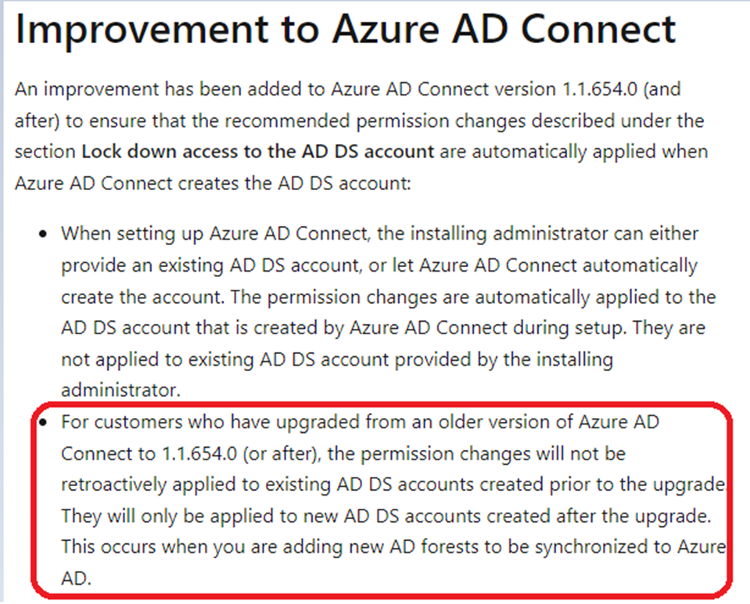 Improvement to Azure AD Connect
An improvement has been added to Azure AD Connect version 1.1.654.0 (and
after) to ensure that the recommended permission changes described under the
section Lock down access to the AD DS account are automatically applied when
Azure AD Connect creates the AD DS account:
• When setting up Azure AD Connect, the installing administrator can either
provide an existing AD DS account, or let Azure AD Connect automatically
create the account. The permission changes are automatically applied to the
AD DS account that is created by Azure AD Connect during setup. They are
not applied to existing AD DS account provided by the installing
administrator.
• For customers who have upgraded from an older version of Azure AD
Connect to 1.1.654.0 (or after), the permission changes will not be
retroactively applied to existing AD DS accounts created prior to the upgrade.
They will only be applied to new AD DS accounts created after the upgrade.
This occurs when you are adding new AD forests to be synchronized to Azure
AD.